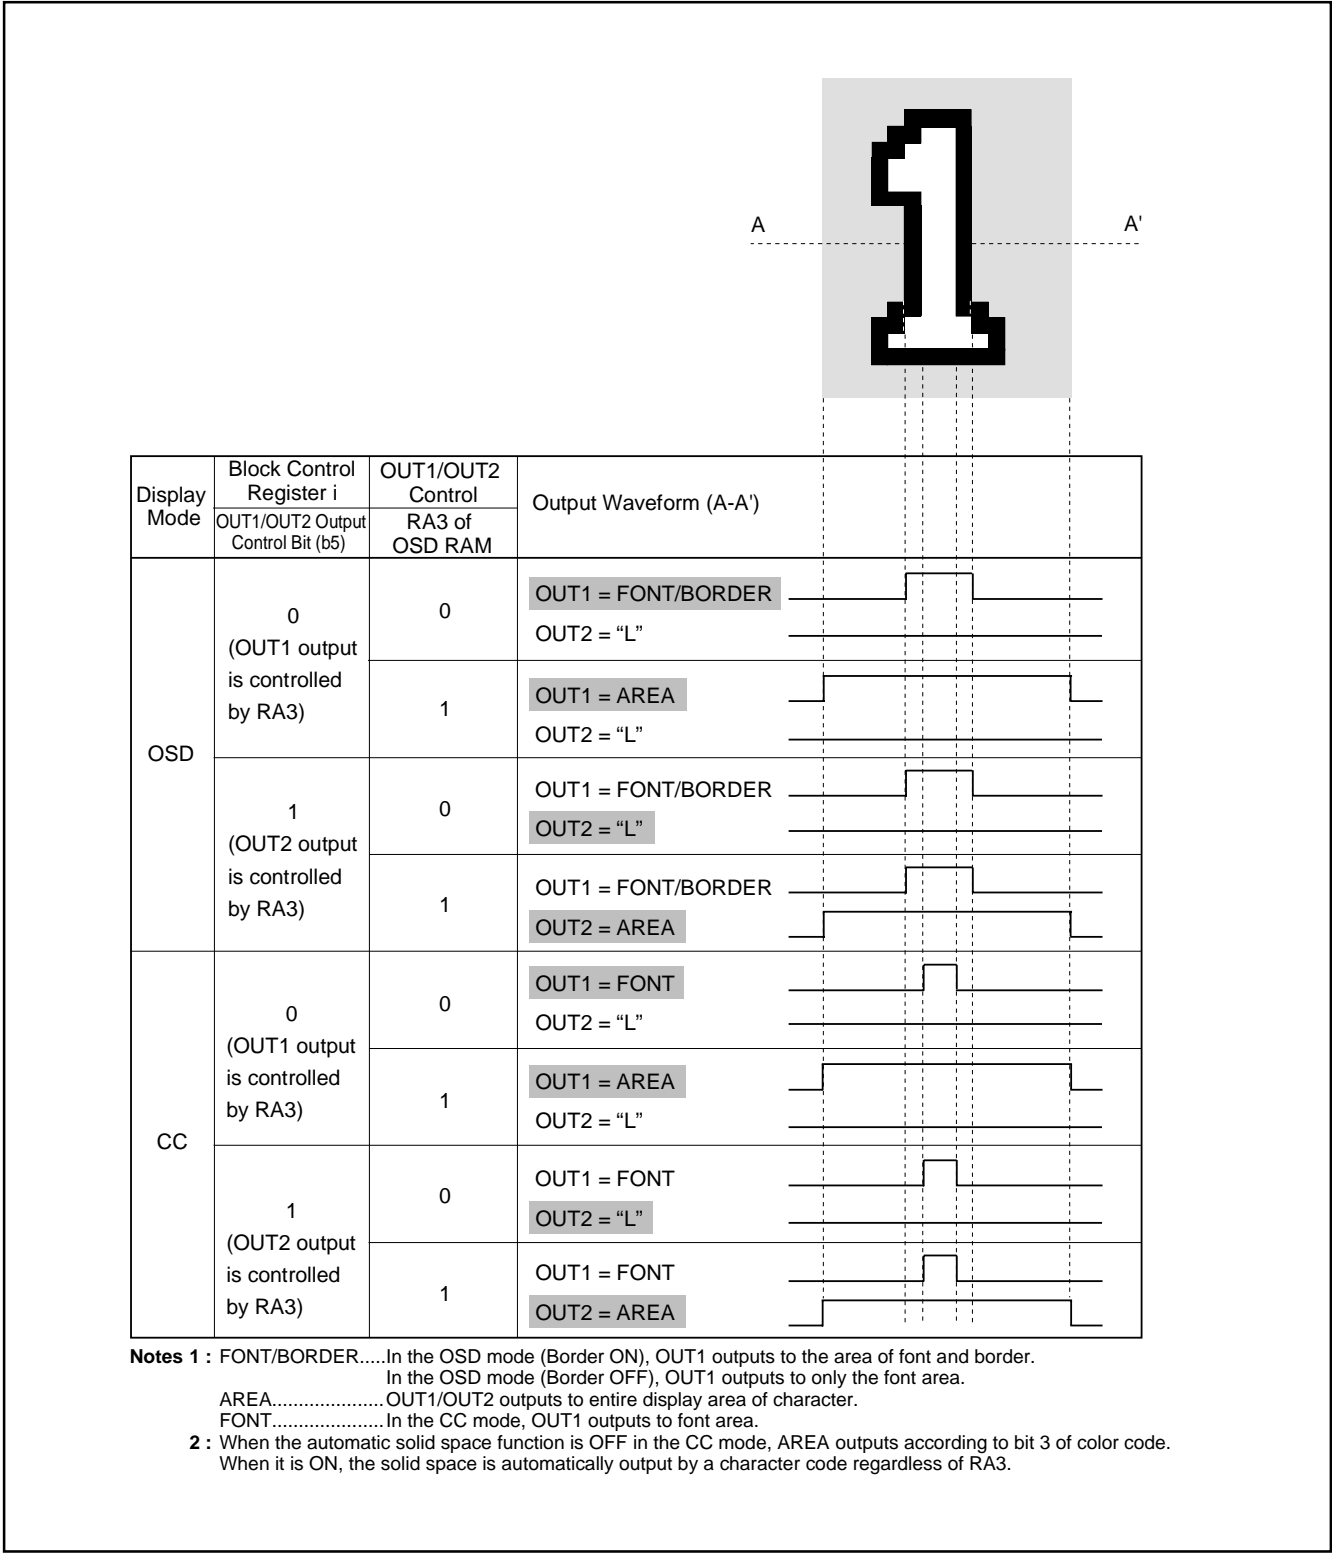 A A'
Display Mode
Block Control Register i
OUT1/OUT2 Output Control Bit (b5)
OUT1/OUT2 Control
RA3 of OSD RAM
Output Waveform (A-A')
OSD
0
(OUT1 output
is controlled
by RA3)
0
OUT1 = FONT/BORDER
OUT2 = “L”
1
OUT1 = AREA
OUT2 = “L”
1
(OUT2 output
is controlled
by RA3)
0
OUT1 = FONT/BORDER
OUT2 = “L”
1
OUT1 = FONT/BORDER
OUT2 = AREA
CC
0
(OUT1 output
is controlled
by RA3)
0
OUT1 = FONT
OUT2 = “L”
1
OUT1 = AREA
OUT2 = “L”
1
(OUT2 output
is controlled
by RA3)
0
OUT1 = FONT
OUT2 = “L”
1
OUT1 = FONT
OUT2 = AREA
Notes 1 : FONT/BORDER.....In the OSD mode (Border ON), OUT1 outputs to the area of font and border.
In the OSD mode (Border OFF), OUT1 outputs to only the font area.
AREA.....................OUT1/OUT2 outputs to entire display area of character.
FONT.....................In the CC mode, OUT1 outputs to font area.
2 : When the automatic solid space function is OFF in the CC mode, AREA outputs according to bit 3 of color code.
When it is ON, the solid space is automatically output by a character code regardless of RA3.